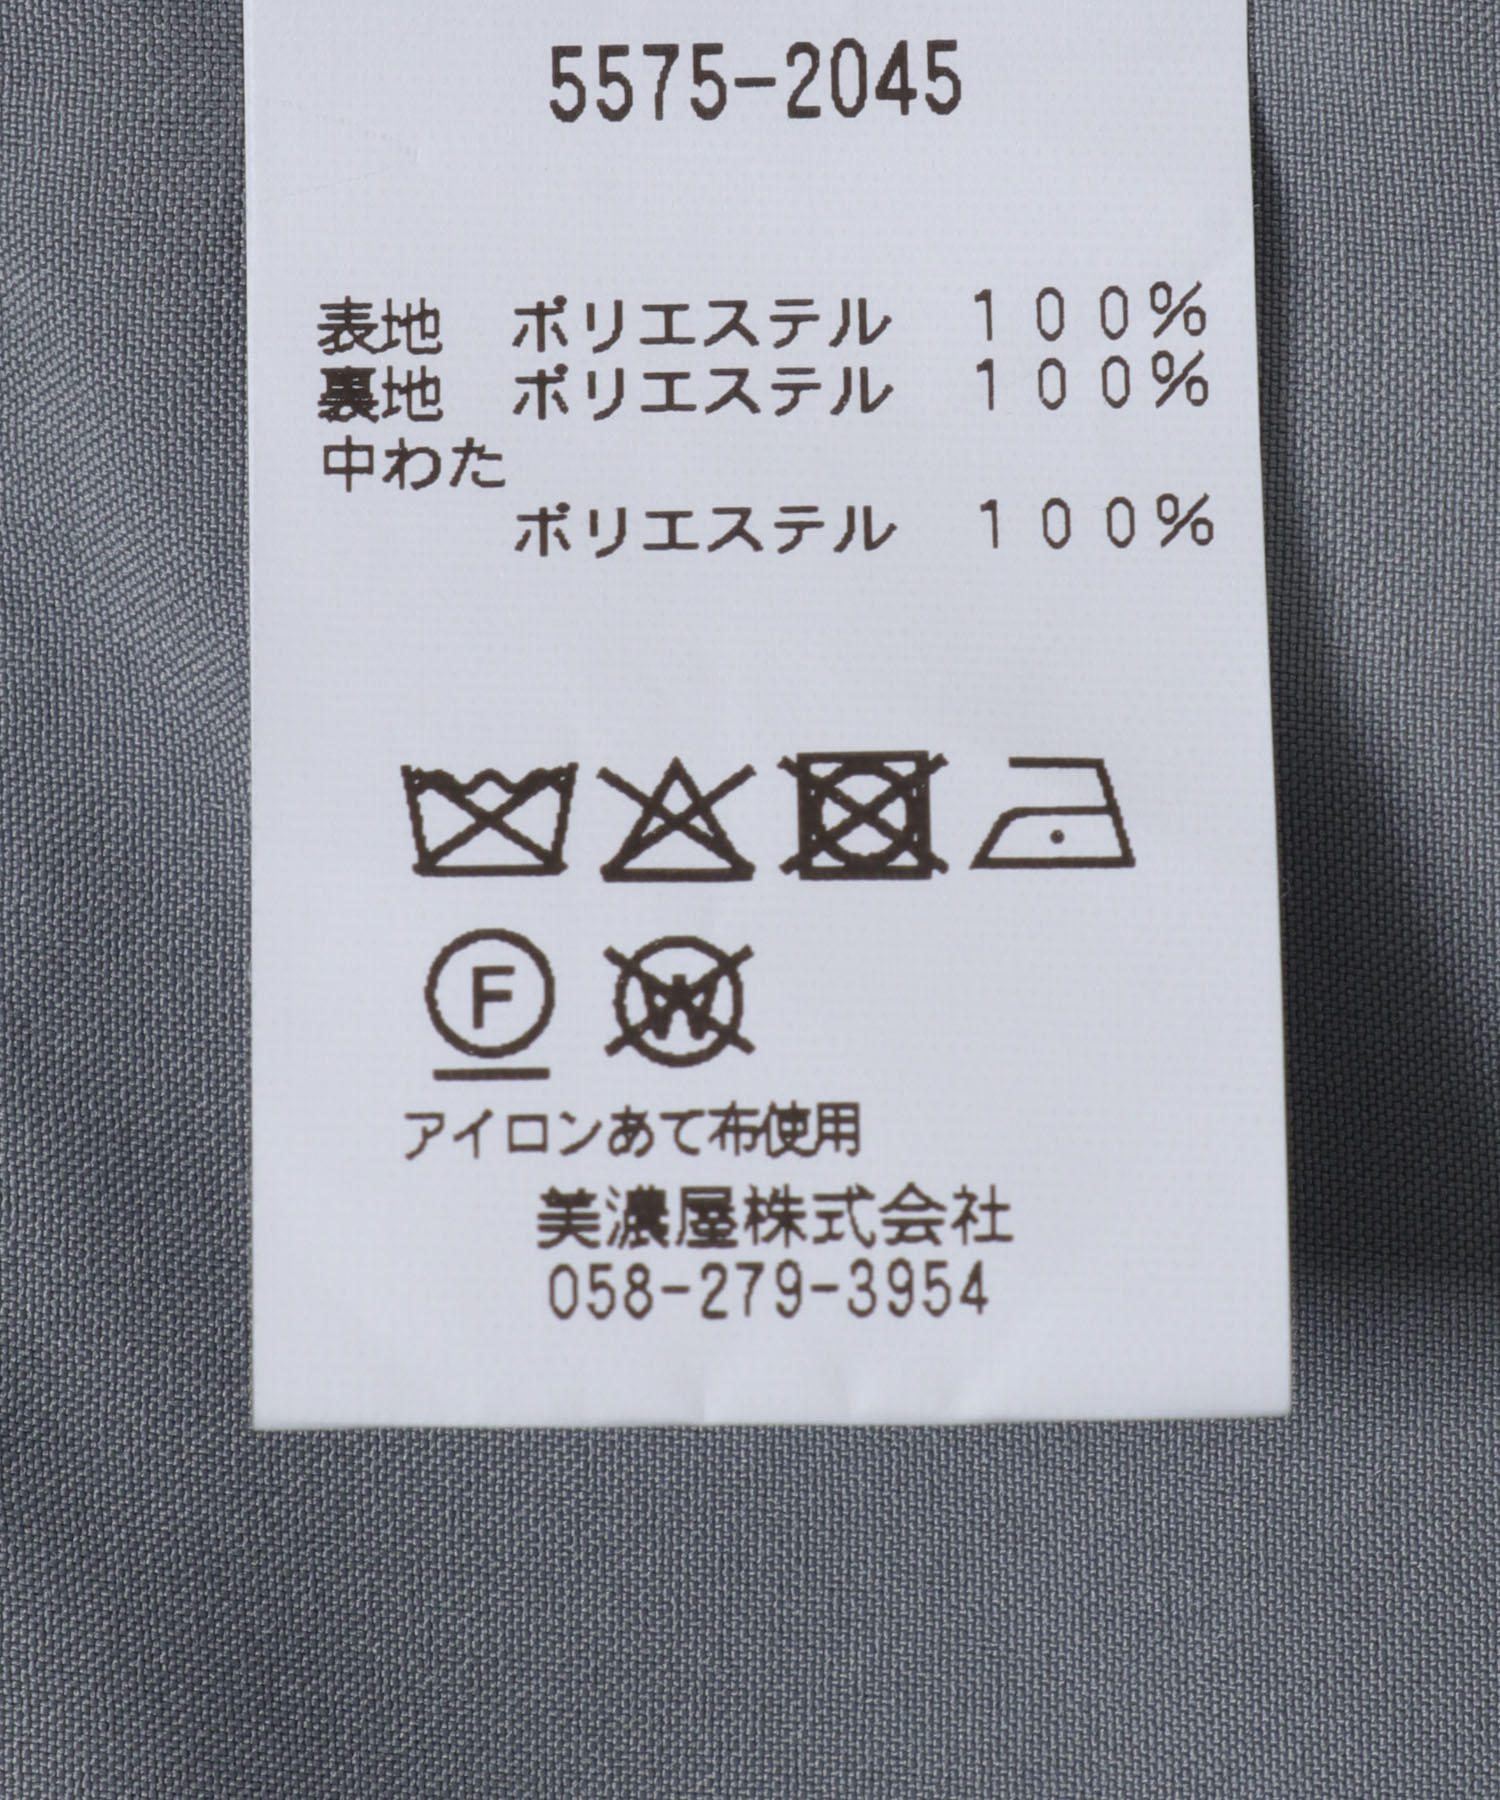 5575-2045
表地 ポリエステル 100%
裏地 ポリエステル 100%
中わた
ポリエステル 100%
F W
アイロンあて布使用
美濃屋株式会社
058-279-3954